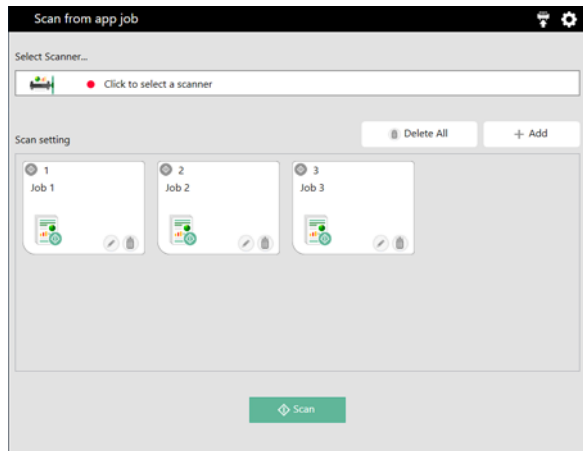 Scan from app job
Select Scanner...
Click to select a scanner
Scan setting
Delete All
+ Add
1
Job 1
2
Job 2
3
Job 3
Scan